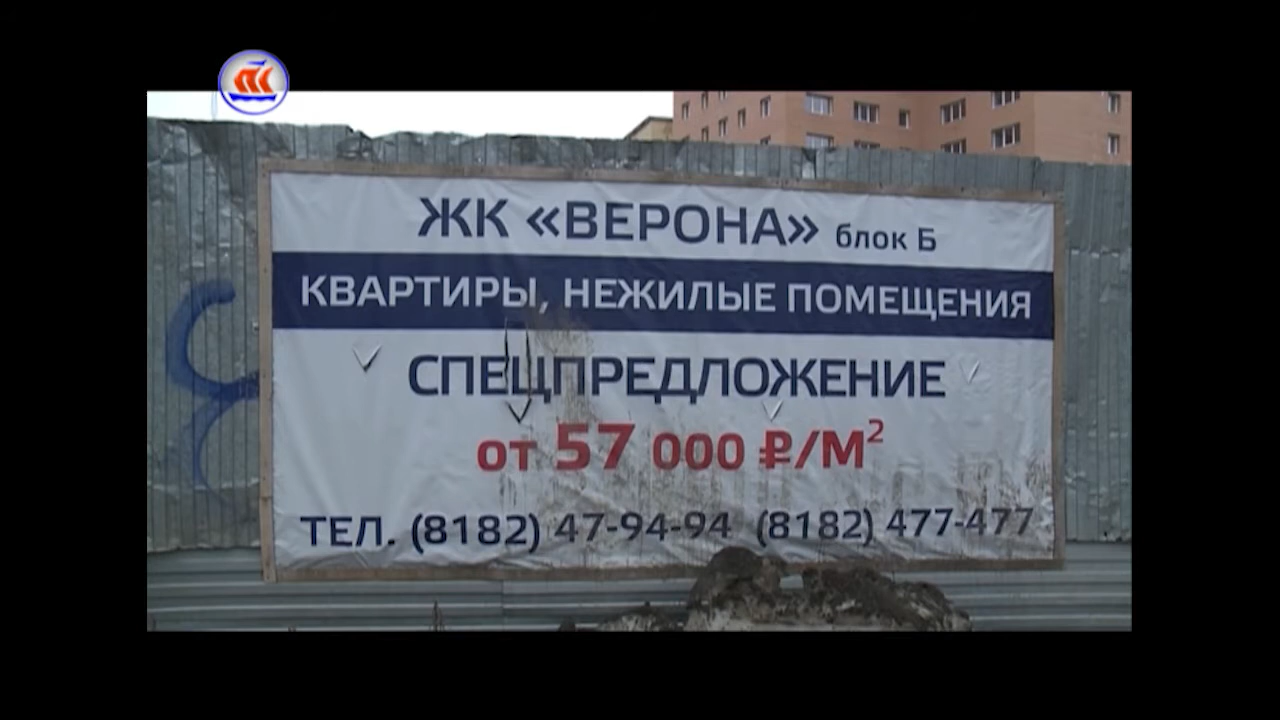 ЖК «ВЕРОНА» блок Б
КВАРТИРЫ, НЕЖИЛЫЕ ПОМЕЩЕНИЯ
СПЕЦПРЕДЛОЖЕНИЕ
от 57 000 ₽/М²
ТЕЛ. (8182) 47-94-94 (8182) 477-477